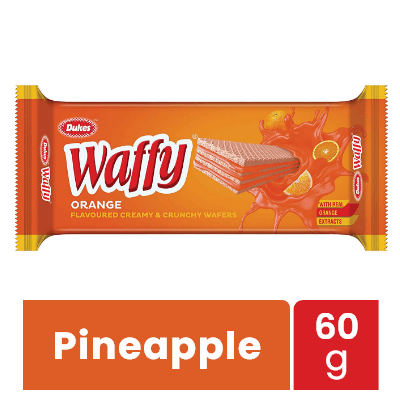 Dukes
Waffy
ORANGE
FLAVOURED CREAMY & CRUNCHY WAFERS
WITH REAL
ORANGE
EXTRACTS
Dukes
Waffy
Dukes
Waffy
Pineapple
60
g